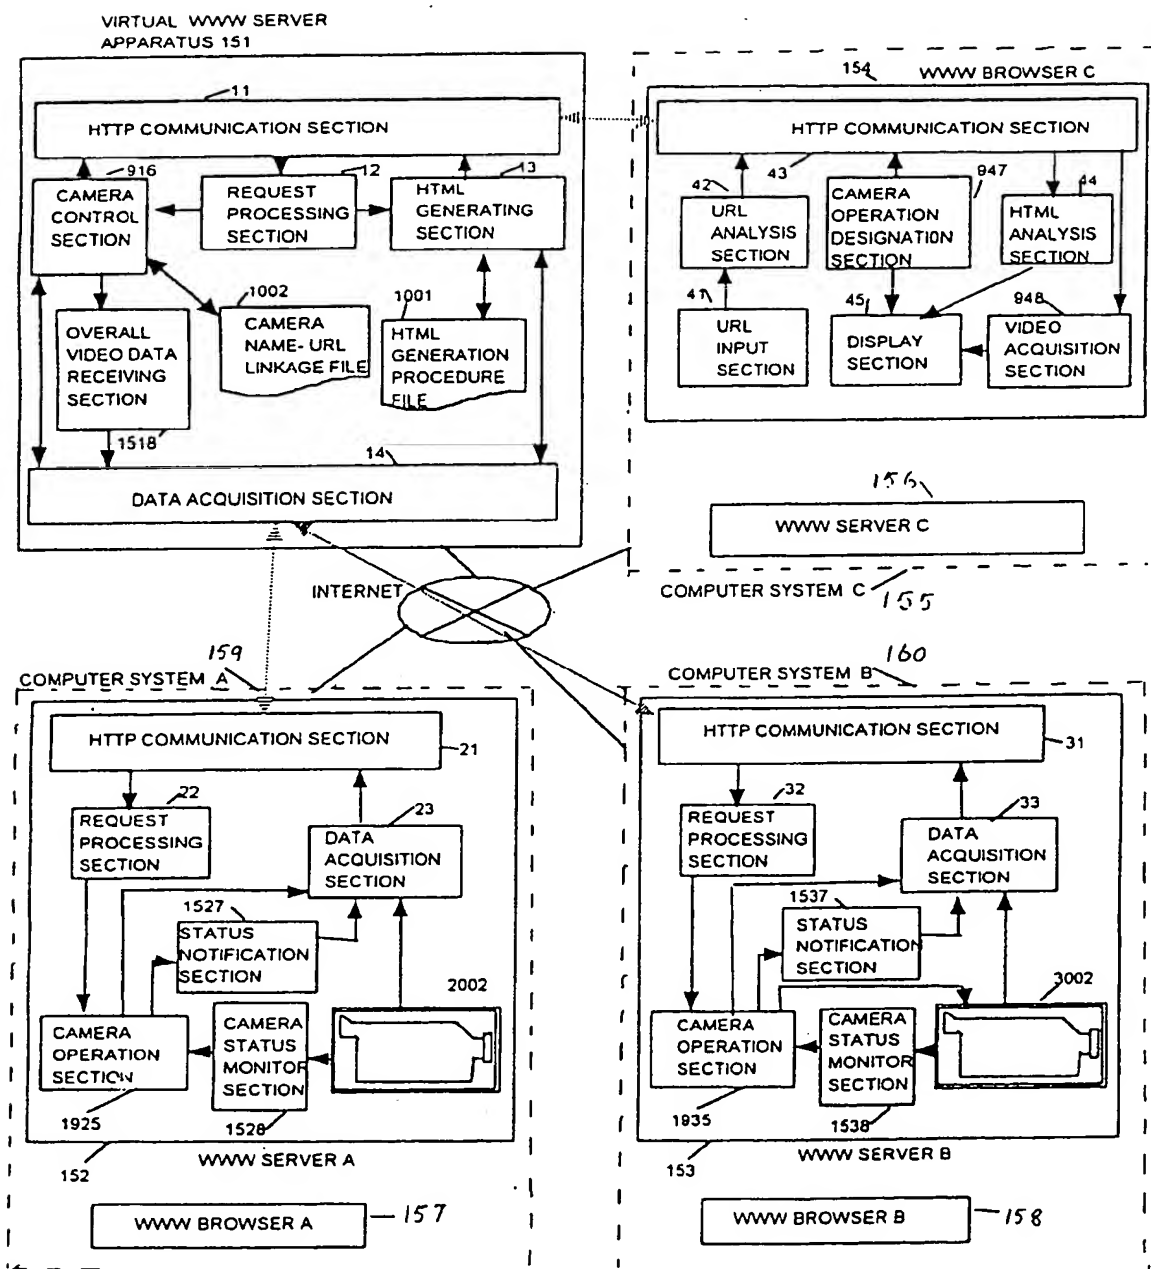 VIRTUAL WWW SERVER
APPARATUS 151
11
HTTP COMMUNICATION SECTION
916
CAMERA
CONTROL
SECTION
12
REQUEST
PROCESSING
SECTION
13
HTML
GENERATING
SECTION
OVERALL
VIDEO DATA
RECEIVING
SECTION
1518
1002
CAMERA
NAME- URL
LINKAGE FILE
1001
HTML
GENERATION
PROCEDURE
FILE
14
DATA ACQUISITION SECTION
154
WWW BROWSER C
HTTP COMMUNICATION SECTION
43
42
URL
ANALYSIS
SECTION
947
CAMERA
OPERATION
DESIGNATION
SECTION
44
HTML
ANALYSIS
SECTION
41
URL
INPUT
SECTION
45
DISPLAY
SECTION
948
VIDEO
ACQUISITION
SECTION
156
WWW SERVER C
COMPUTER SYSTEM C
155
INTERNET
159
COMPUTER SYSTEM A
HTTP COMMUNICATION SECTION
21
22
REQUEST
PROCESSING
SECTION
23
DATA
ACQUISITION
SECTION
1527
STATUS
NOTIFICATION
SECTION
2002
CAMERA
OPERATION
SECTION
1925
CAMERA
STATUS
MONITOR
SECTION
1528
152
WWW SERVER A
WWW BROWSER A
157
160
COMPUTER SYSTEM B
HTTP COMMUNICATION SECTION
31
32
REQUEST
PROCESSING
SECTION
33
DATA
ACQUISITION
SECTION
1537
STATUS
NOTIFICATION
SECTION
3002
CAMERA
OPERATION
SECTION
1935
CAMERA
STATUS
MONITOR
SECTION
1538
153
WWW SERVER B
WWW BROWSER B
158